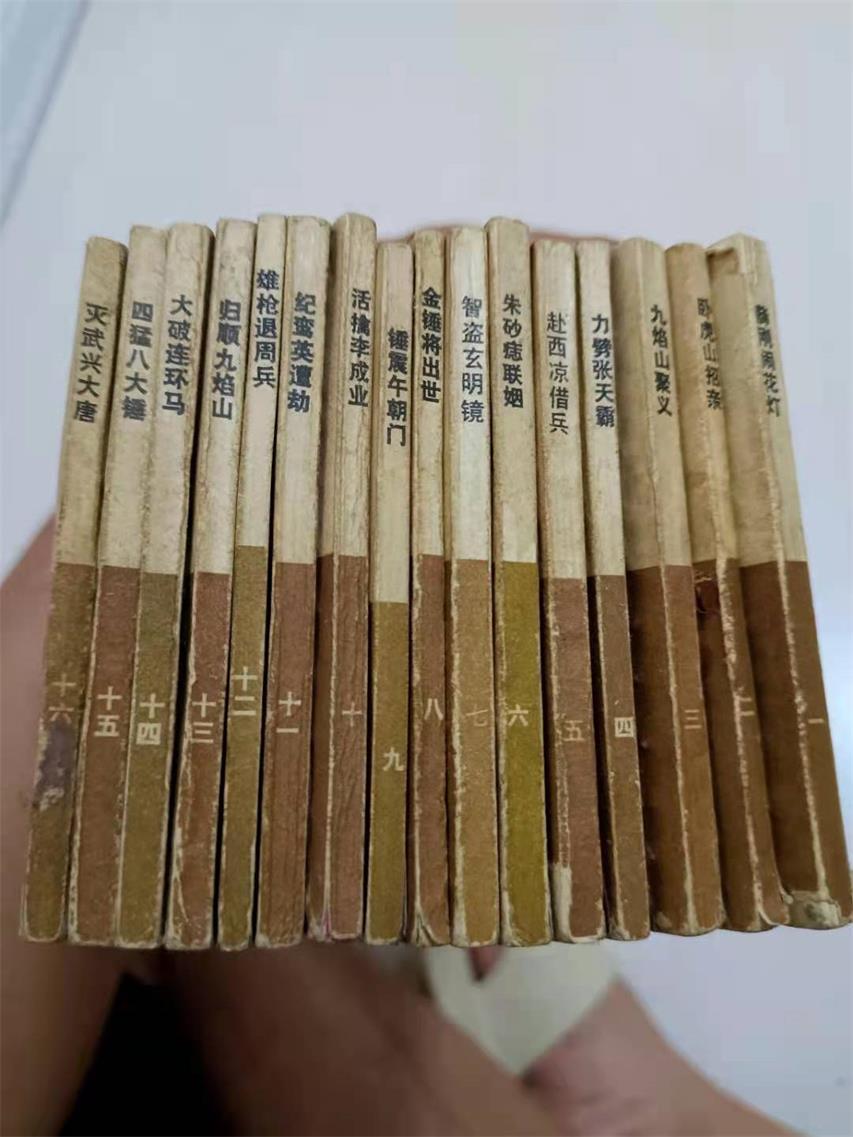 灭武兴大唐
十六
四猛八大锤
十五
大破连环马
十四
归顺九焰山
十三
雄枪退周兵
十二
纪鸾英遭劫
十一
活擒李成业
十
锤震午朝门
九
金锤将出世
八
智盗玄明镜
七
朱砂痣联姻
六
赴西凉借兵
五
力劈张天霸
四
九焰山聚义
三
卧虎山招亲
二
薛刚闹花灯
一